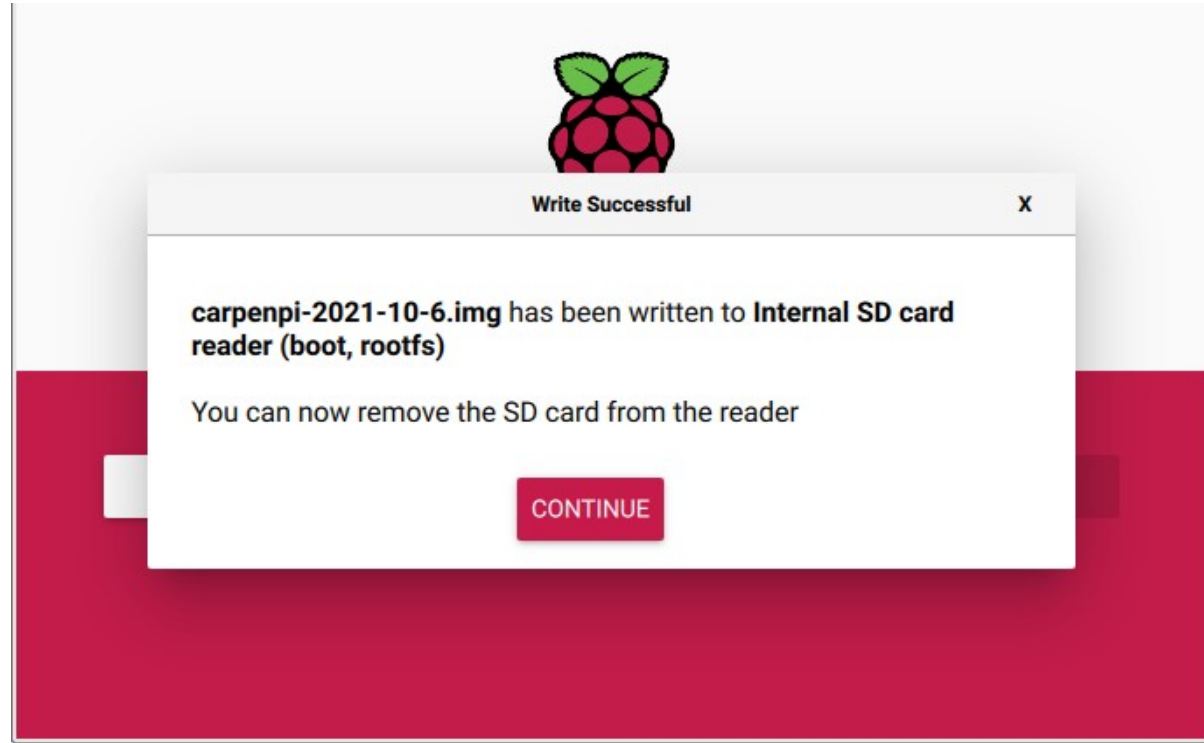 Write Successful X
carpenpi-2021-10-6.img has been written to Internal SD card
reader (boot, rootfs)
You can now remove the SD card from the reader
CONTINUE